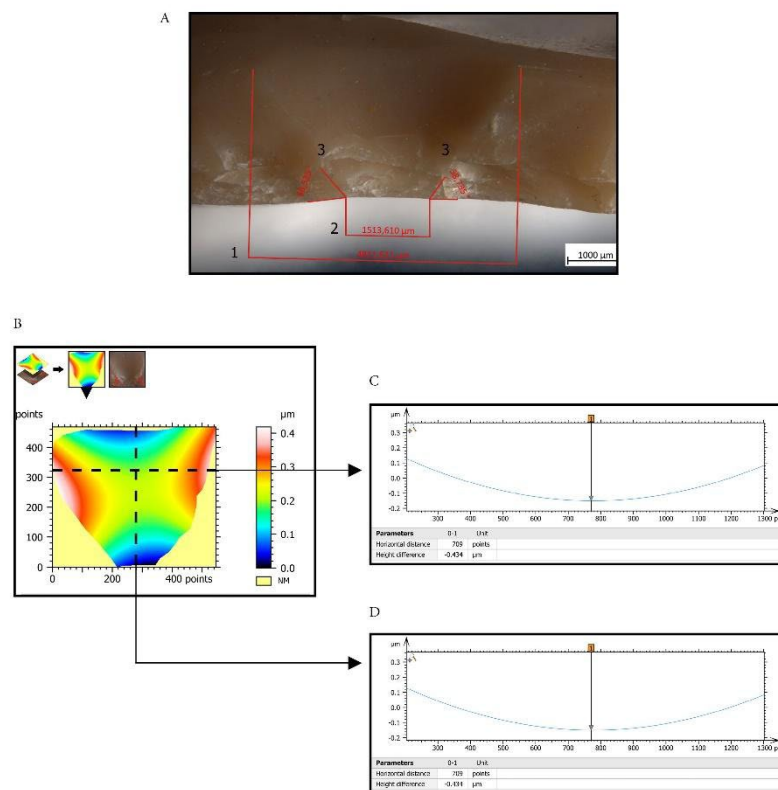 A
3
3
2
1513,610 µm
1
1000 µm
B
points
µm
400
300
200
100
0
0
200
400 points
0.4
0.3
0.2
0.1
0.0
NM
C
µm
1
0.3
0.2
0.1
0.0
-0.1
-0.2
300 400 500 600 700 800 900 1000 1100 1200 1300
Parameters 0-1 Unit
Horizontal distance 709 points
Height difference -0.434 µm
D
µm
1
0.3
0.2
0.1
0.0
-0.1
-0.2
300 400 500 600 700 800 900 1000 1100 1200 1300
Parameters 0-1 Unit
Horizontal distance 709 points
Height difference -0.434 µm